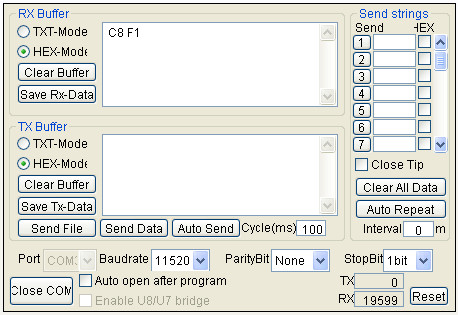 RX Buffer
TXT-Mode
HEX-Mode
Clear Buffer
Save Rx-Data
C8 F1
TX Buffer
TXT-Mode
HEX-Mode
Clear Buffer
Save Tx-Data
Send File
Send Data
Auto Send
Cycle(ms) 100
Send strings
Send HEX
1
2
3
4
5
6
7
Close Tip
Clear All Data
Auto Repeat
Interval 0 m
Port COM3 Baudrate 11520 ParityBit None StopBit 1bit
Close COM
Auto open after program
Enable U8/U7 bridge
TX 0
RX 19599
Reset